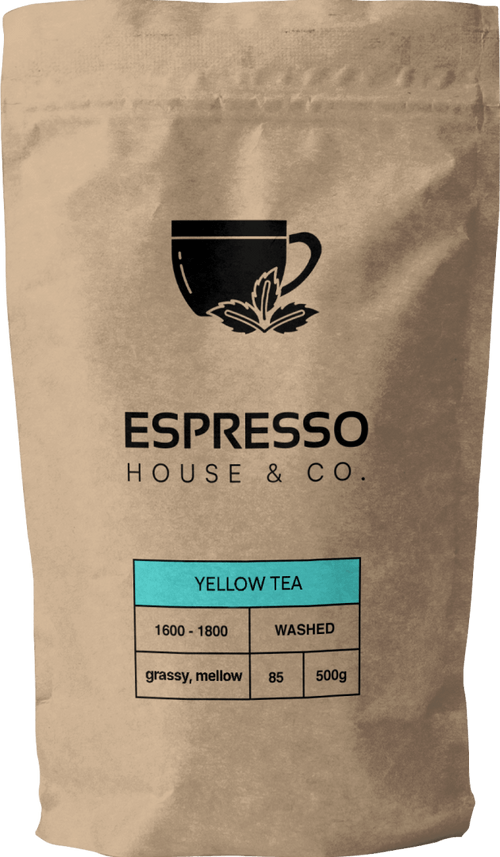 ESPRESSO
HOUSE & CO.
YELLOW TEA
1600 - 1800 WASHED
grassy, mellow 85 500g